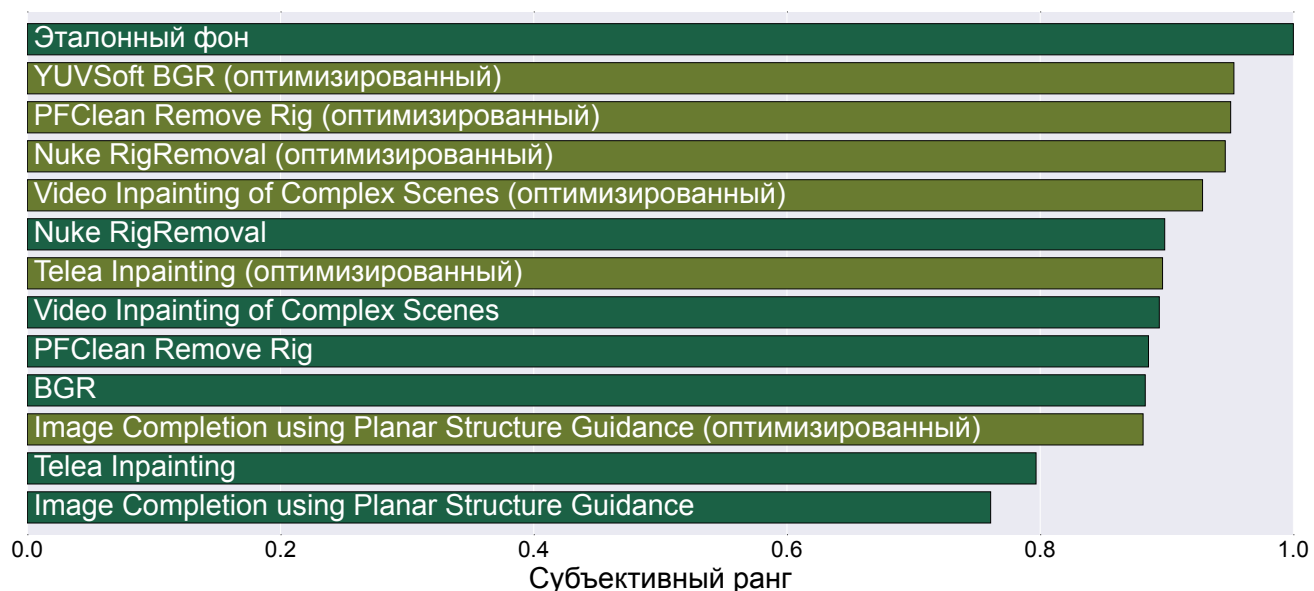 Эталонный фон
YUVSoft BGR (оптимизированный)
PFClean Remove Rig (оптимизированный)
Nuke RigRemoval (оптимизированный)
Video Inpainting of Complex Scenes (оптимизированный)
Nuke RigRemoval
Telea Inpainting (оптимизированный)
Video Inpainting of Complex Scenes
PFClean Remove Rig
BGR
Image Completion using Planar Structure Guidance (оптимизированный)
Telea Inpainting
Image Completion using Planar Structure Guidance
0.0 0.2 0.4 0.6 0.8 1.0
Субъективный ранг